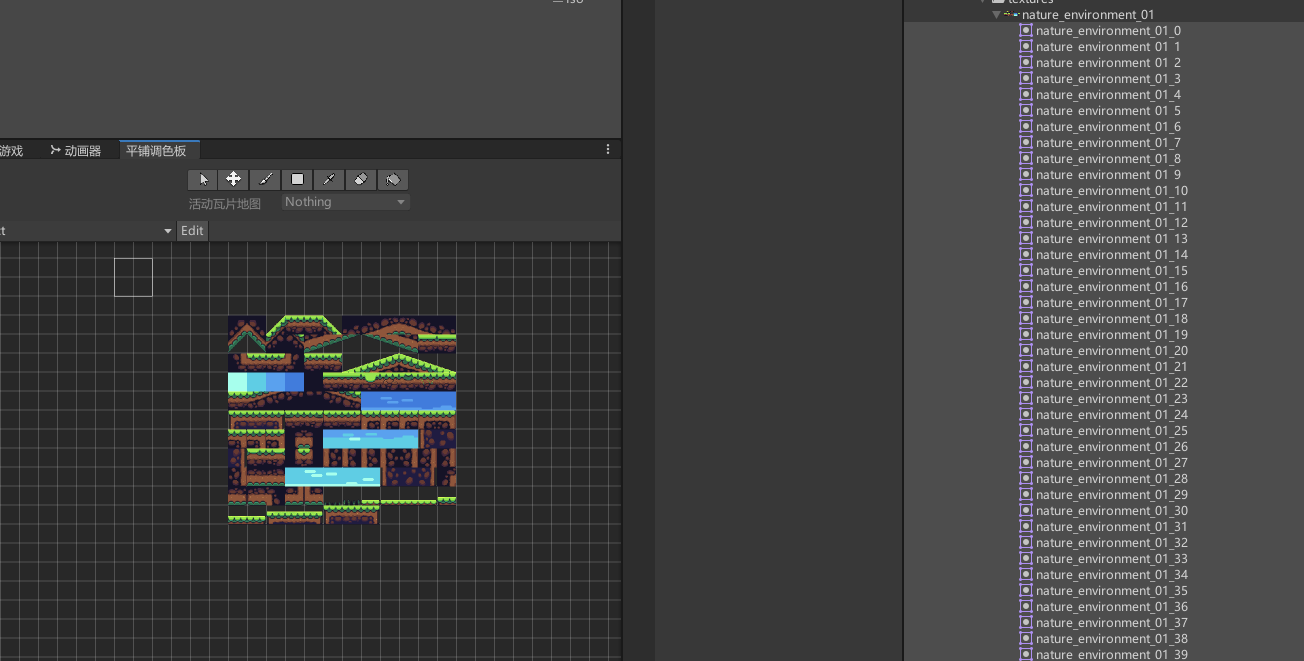 Iso
游戏
动画器
平铺调色板
活动瓦片地图
Nothing
t
Edit
textures
nature_environment_01
nature_environment_01_0
nature_environment_01_1
nature_environment_01_2
nature_environment_01_3
nature_environment_01_4
nature_environment_01_5
nature_environment_01_6
nature_environment_01_7
nature_environment_01_8
nature_environment_01_9
nature_environment_01_10
nature_environment_01_11
nature_environment_01_12
nature_environment_01_13
nature_environment_01_14
nature_environment_01_15
nature_environment_01_16
nature_environment_01_17
nature_environment_01_18
nature_environment_01_19
nature_environment_01_20
nature_environment_01_21
nature_environment_01_22
nature_environment_01_23
nature_environment_01_24
nature_environment_01_25
nature_environment_01_26
nature_environment_01_27
nature_environment_01_28
nature_environment_01_29
nature_environment_01_30
nature_environment_01_31
nature_environment_01_32
nature_environment_01_33
nature_environment_01_34
nature_environment_01_35
nature_environment_01_36
nature_environment_01_37
nature_environment_01_38
nature_environment_01_39